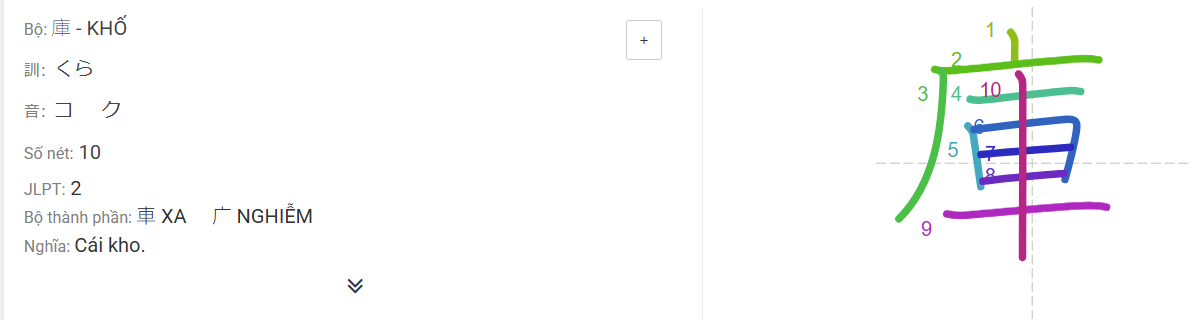 Bộ: 庫 - KHỐ
+
訓: くら
音: コ ク
Số nét: 10
JLPT: 2
Bộ thành phần: 車 XA 广 NGHIỄM
Nghĩa: Cái kho.
庫
1
2
3
4
10
6
5
7
8
9